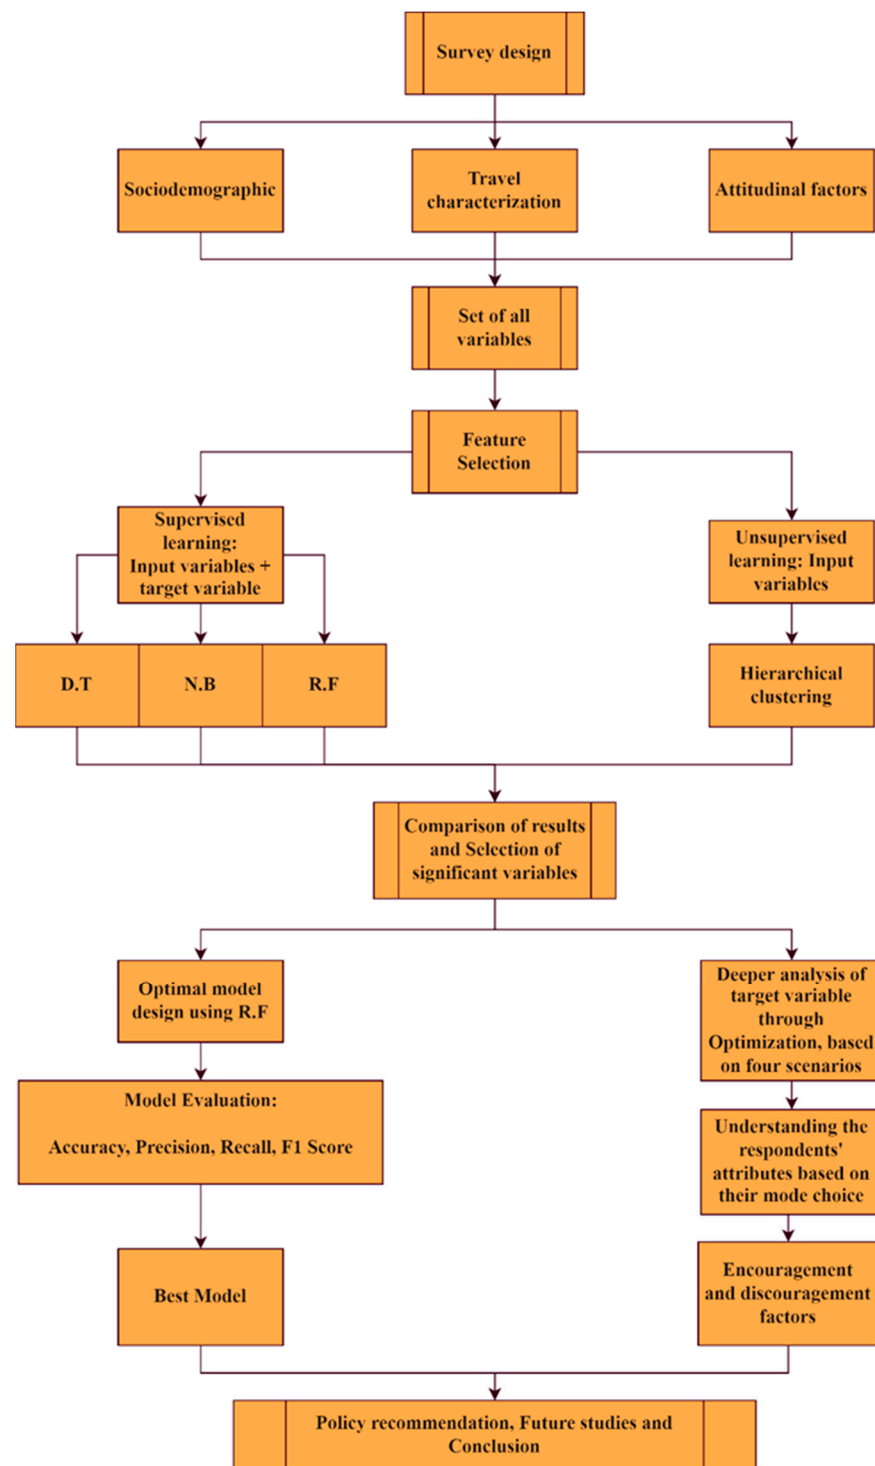 Survey design
Sociodemographic
Travel
characterization
Attitudinal factors
Set of all
variables
Feature
Selection
Supervised
learning:
Input variables +
target variable
Unsupervised
learning: Input
variables
D.T
N.B
R.F
Hierarchical
clustering
Comparison of results
and Selection of
significant variables
Optimal model
design using R.F
Deeper analysis of
target variable
through
Optimization, based
on four scenarios
Model Evaluation:
Accuracy, Precision, Recall, F1 Score
Understanding the
respondents'
attributes based on
their mode choice
Best Model
Encouragement
and discouragement
factors
Policy recommendation, Future studies and
Conclusion